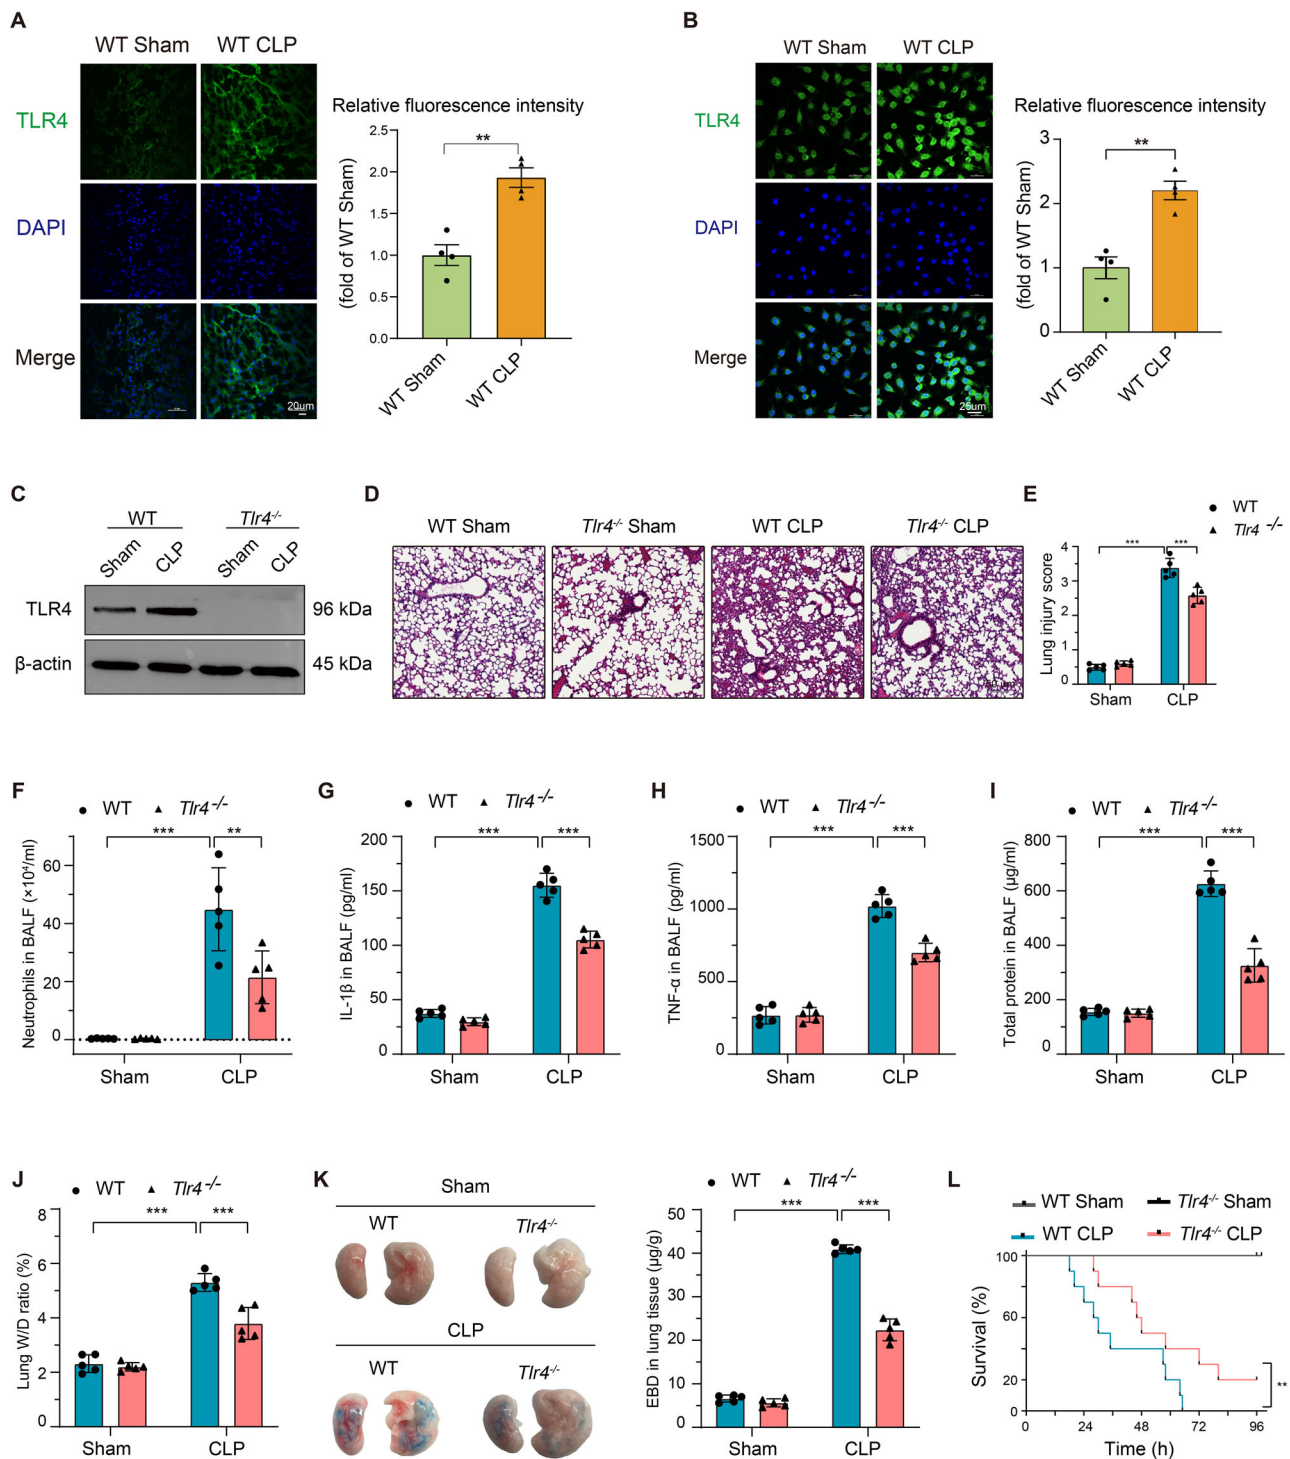 A
WT Sham WT CLP
TLR4
DAPI
Merge
20um
Relative fluorescence intensity
(fold of WT Sham)
2.5
2.0
1.5
1.0
0.5
0.0
**
WT Sham
WT CLP
B
WT Sham WT CLP
TLR4
DAPI
Merge
25um
Relative fluorescence intensity
(fold of WT Sham)
3
2
1
0
**
WT Sham
WT CLP
C
WT Tlr4-/-
Sham CLP Sham CLP
TLR4 96 kDa
β-actin 45 kDa
D
WT Sham Tlr4-/- Sham WT CLP Tlr4-/- CLP
E
WT
Tlr4 -/-
Lung injury score
4
3
2
1
0
*** ***
Sham CLP
F
WT Tlr4-/-
Neutrophils in BALF (×10⁴/ml)
60
40
20
0
*** **
Sham CLP
G
WT Tlr4-/-
IL-1β in BALF (pg/ml)
200
150
100
50
0
*** ***
Sham CLP
H
WT Tlr4-/-
TNF-α in BALF (pg/ml)
1500
1000
500
0
*** ***
Sham CLP
I
WT Tlr4-/-
Total protein in BALF (μg/ml)
800
600
400
200
0
*** ***
Sham CLP
J
WT Tlr4-/-
Lung W/D ratio (%)
8
6
4
2
0
*** ***
Sham CLP
K
Sham
WT Tlr4-/-
CLP
WT Tlr4-/-
WT Tlr4-/-
EBD in lung tissue (μg/g)
50
40
30
20
10
0
*** ***
Sham CLP
L
WT Sham Tlr4-/- Sham
WT CLP Tlr4-/- CLP
Survival (%)
100
60
20
0
**
0 24 48 72 96
Time (h)